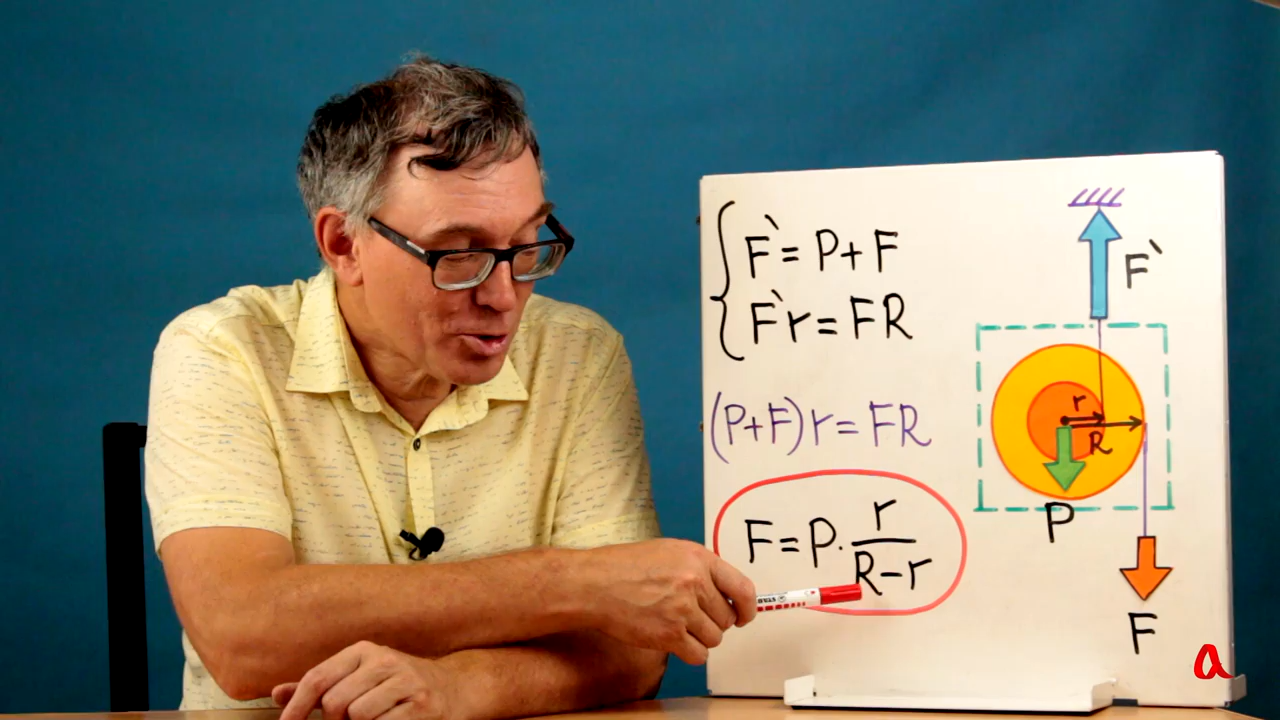 F` = P + F
F`r = FR
(P+F)r = FR
F = P · r / (R-r)
F`
r
R
P
F
a